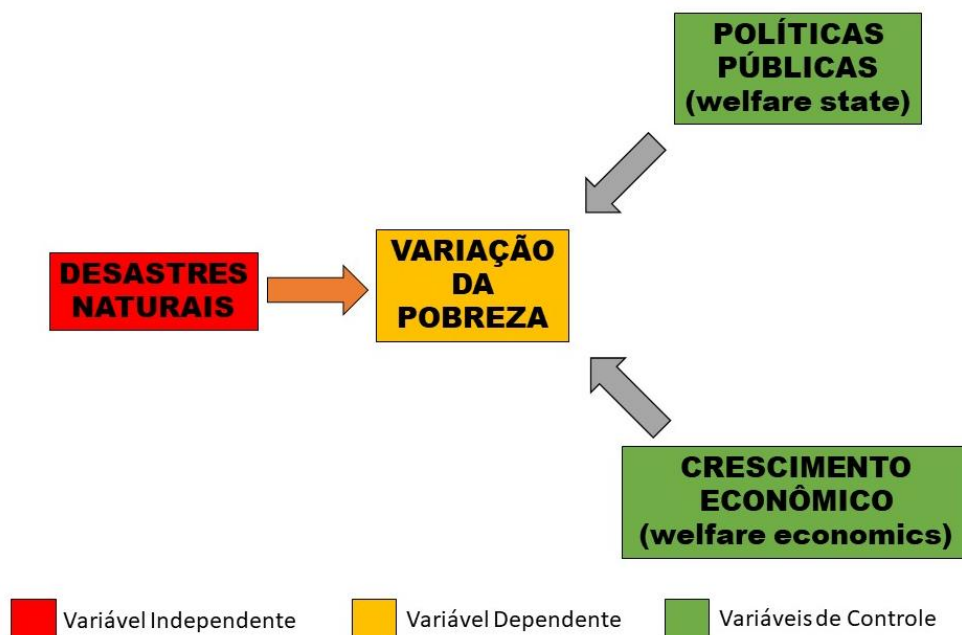 POLÍTICAS
PÚBLICAS
(welfare state)
DESASTRES
NATURAIS
VARIAÇÃO
DA
POBREZA
CRESCIMENTO
ECONÔMICO
(welfare economics)
Variável Independente
Variável Dependente
Variáveis de Controle